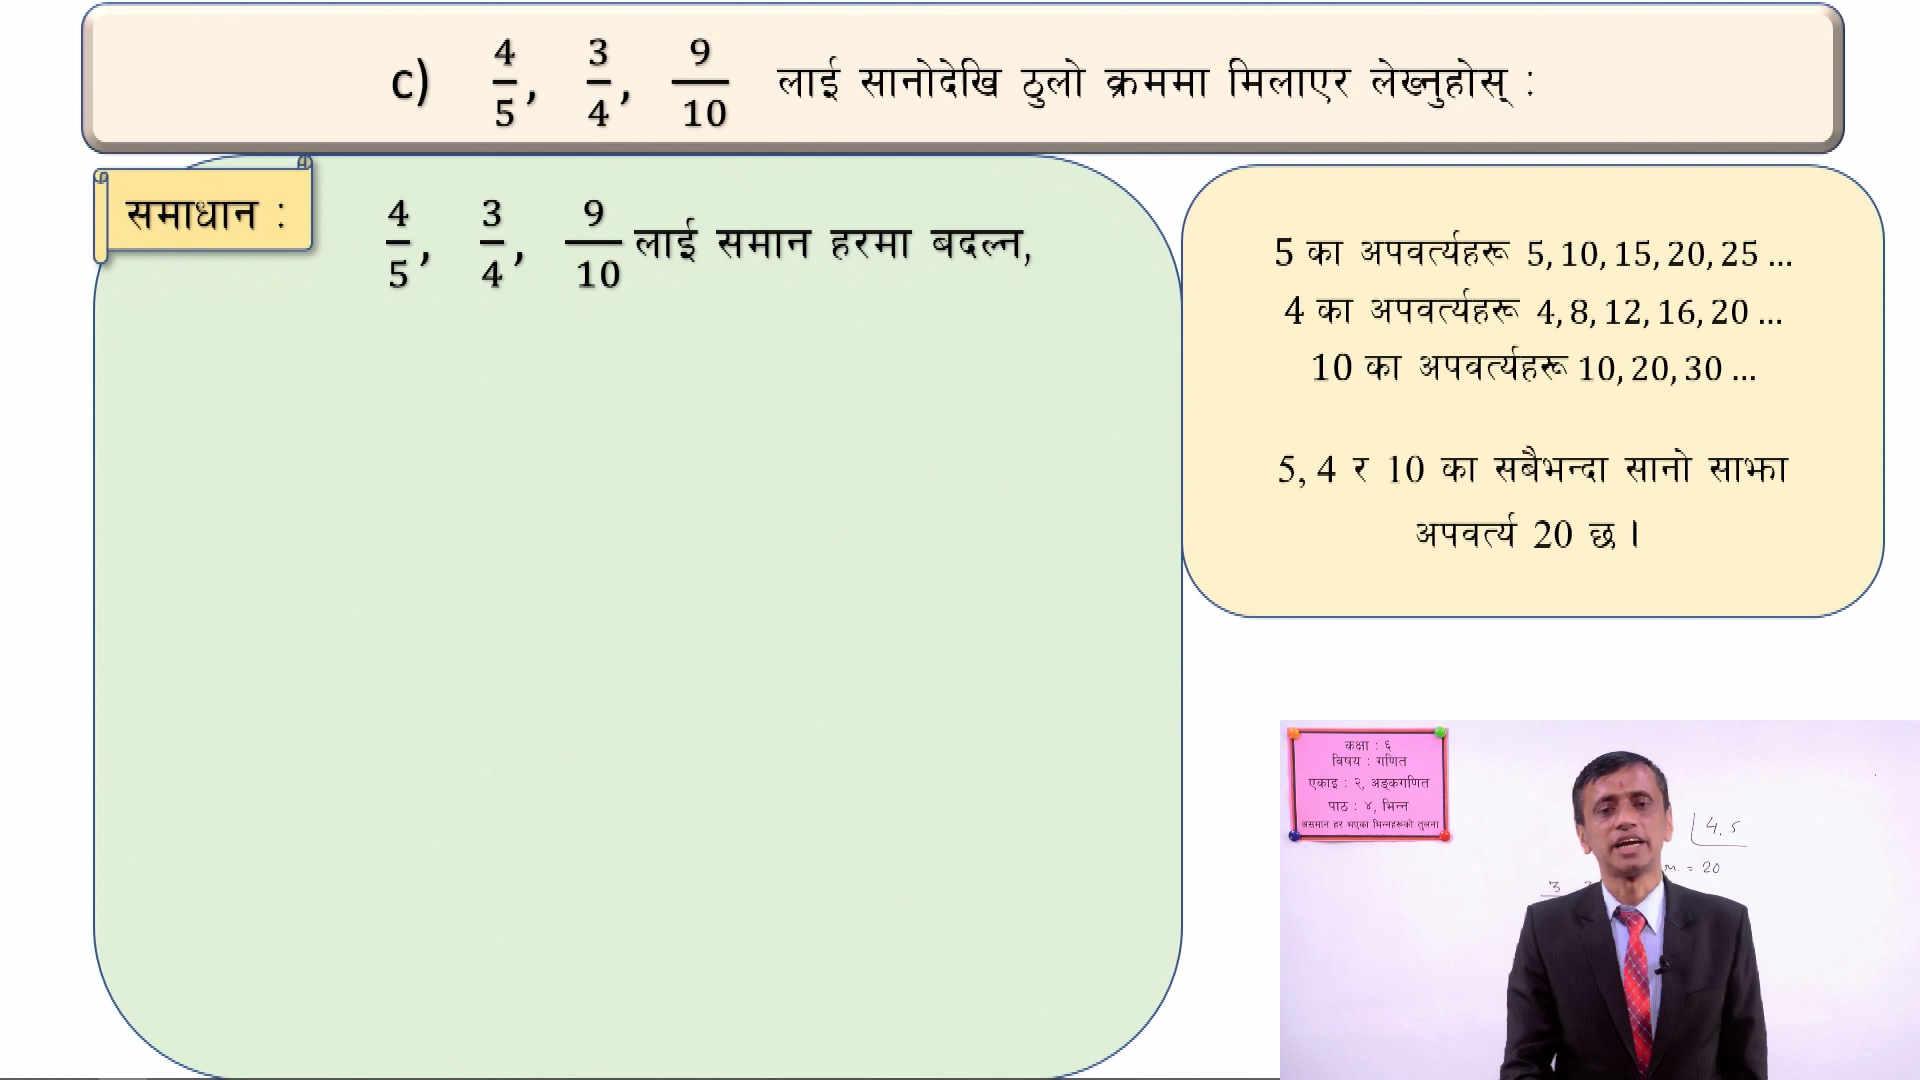 c) 4/5, 3/4, 9/10 लाई सानोदेखि ठुलो क्रममा मिलाएर लेख्नुहोस् :
समाधान :
4/5, 3/4, 9/10 लाई समान हरमा बदल्न,
5 का अपवर्त्यहरू 5, 10, 15, 20, 25 ...
4 का अपवर्त्यहरू 4, 8, 12, 16, 20 ...
10 का अपवर्त्यहरू 10, 20, 30 ...
5, 4 र 10 का सबैभन्दा सानो साझा
अपवर्त्य 20 छ ।
कक्षा : ६
विषय : गणित
एकाइ : २, अङ्कगणित
पाठ : ४, भिन्न
असमान हर भएका भिन्नहरूको तुलना
4, 5
= 20
3